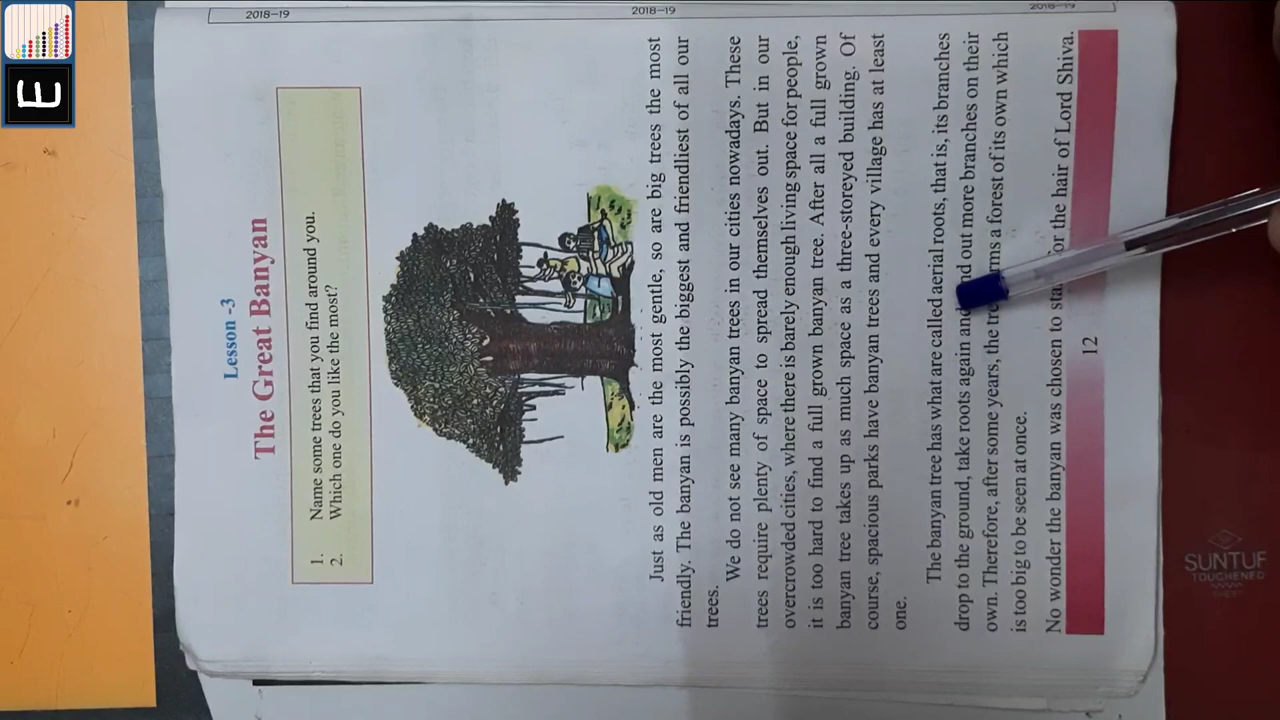 Lesson -3
The Great Banyan
1. Name some trees that you find around you.
2. Which one do you like the most?
Just as old men are the most gentle, so are big trees the most
friendly. The banyan is possibly the biggest and friendliest of all our
trees.
We do not see many banyan trees in our cities nowadays. These
trees require plenty of space to spread themselves out. But in our
overcrowded cities, where there is barely enough living space for people,
it is too hard to find a full grown banyan tree. After all a full grown
banyan tree takes up as much space as a three-storeyed building. Of
course, spacious parks have banyan trees and every village has at least
one.
The banyan tree has what are called aerial roots, that is, its branches
drop to the ground, take roots again and out more branches on their
own. Therefore, after some years, the a forest of its own which
is too big to be seen at once.
No wonder the banyan was chosen to the hair of Lord Shiva.
12
2018–19
2018–19
2018–19
E
SUNTUF
TOUCHENED